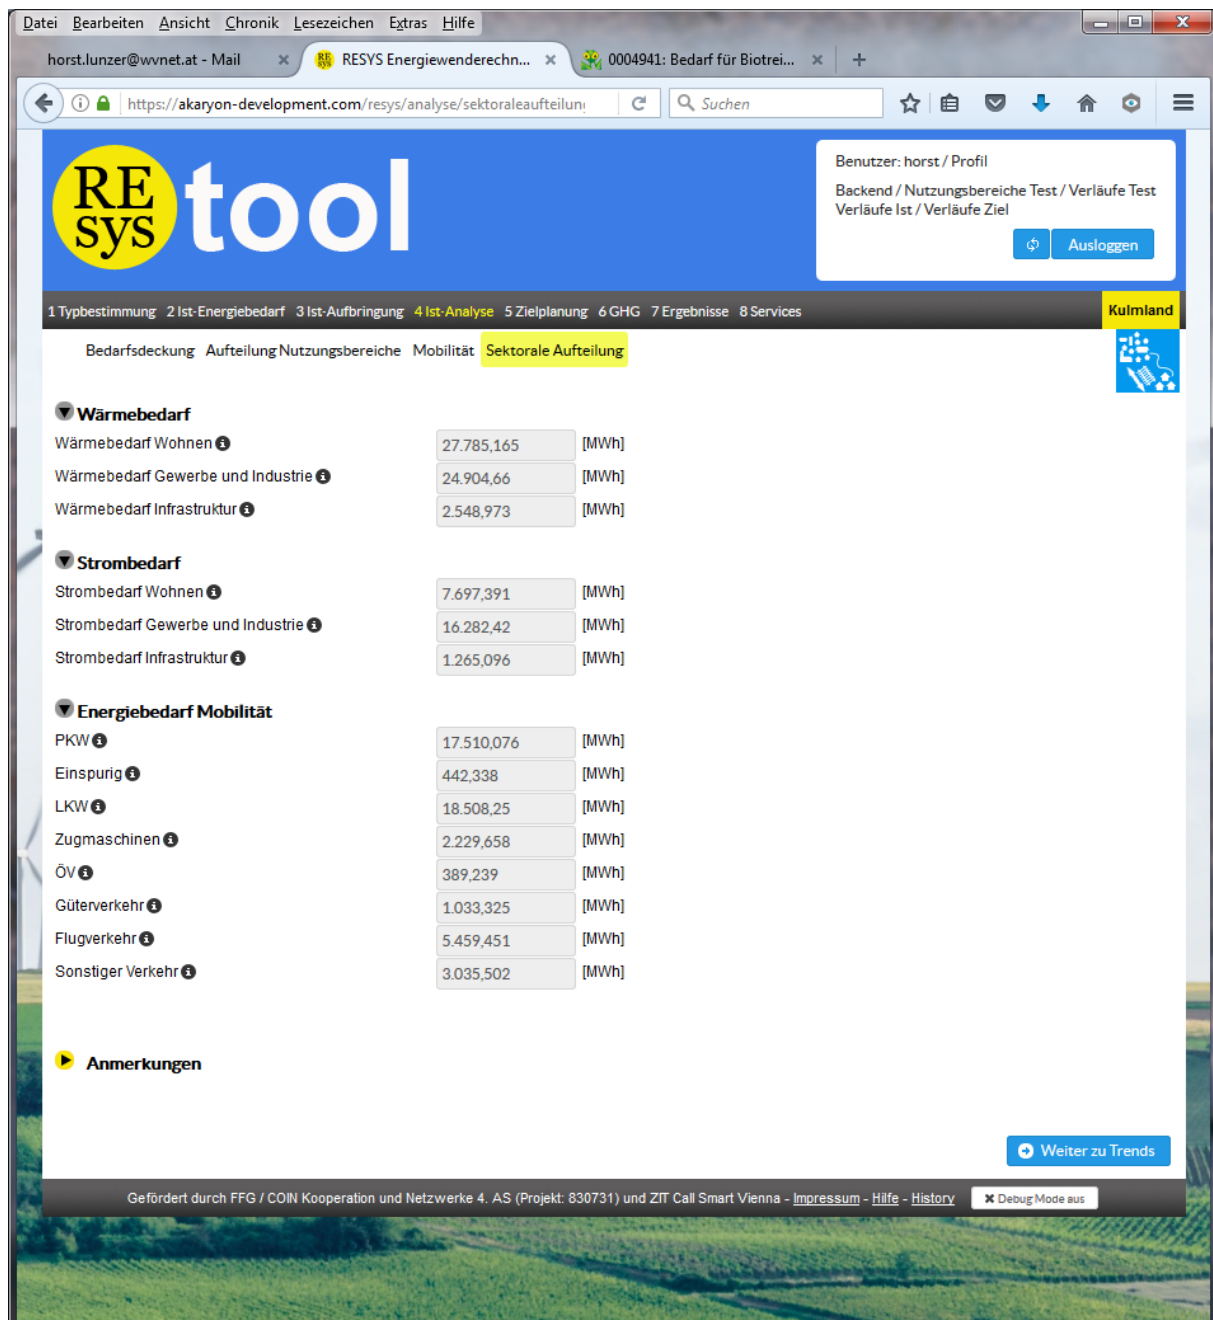 Datei Bearbeiten Ansicht Chronik Lesezeichen Extras Hilfe
horst.lunzer@wvnet.at - Mail RESYS Energiewenderechn... 0004941: Bedarf für Biotrei...
https://akaryon-development.com/resys/analyse/sektoraleaufteilun Suchen
RE sys tool
Benutzer: horst / Profil
Backend / Nutzungsbereiche Test / Verläufe Test
Verläufe Ist / Verläufe Ziel
Ausloggen
1 Typbestimmung 2 Ist-Energiebedarf 3 Ist-Aufbringung 4 Ist-Analyse 5 Zielplanung 6 GHG 7 Ergebnisse 8 Services Kulmland
Bedarfsdeckung Aufteilung Nutzungsbereiche Mobilität Sektorale Aufteilung
Wärmebedarf
Wärmebedarf Wohnen 27.785,165 [MWh]
Wärmebedarf Gewerbe und Industrie 24.904,66 [MWh]
Wärmebedarf Infrastruktur 2.548,973 [MWh]
Strombedarf
Strombedarf Wohnen 7.697,391 [MWh]
Strombedarf Gewerbe und Industrie 16.282,42 [MWh]
Strombedarf Infrastruktur 1.265,096 [MWh]
Energiebedarf Mobilität
PKW 17.510,076 [MWh]
Einspurig 442,338 [MWh]
LKW 18.508,25 [MWh]
Zugmaschinen 2.229,658 [MWh]
ÖV 389,239 [MWh]
Güterverkehr 1.033,325 [MWh]
Flugverkehr 5.459,451 [MWh]
Sonstiger Verkehr 3.035,502 [MWh]
Anmerkungen
Weiter zu Trends
Gefördert durch FFG / COIN Kooperation und Netzwerke 4. AS (Projekt: 830731) und ZIT Call Smart Vienna - Impressum - Hilfe - History Debug Mode aus